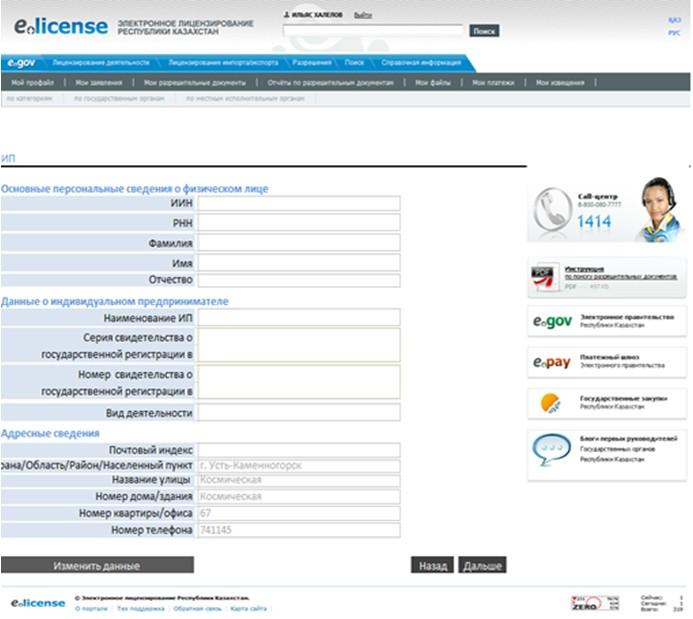 e.license
ЭЛЕКТРОННОЕ ЛИЦЕНЗИРОВАНИЕ
РЕСПУБЛИКИ КАЗАХСТАН
ИЛЬЯС ХАЛЕЛОВ Выйти
Поиск
ҚАЗ
РУС
e.gov Лицензирование деятельности Лицензирование импорта/экспорта Разрешения Поиск Справочная информация
Мой профайл | Мои заявления | Мои разрешительные документы | Отчёты по разрешительным документам | Мои файлы | Мои платежи | Мои извещения
по категориям | по государственным органам | по местным исполнительным органам
ИП
Основные персональные сведения о физическом лице
ИИН
РНН
Фамилия
Имя
Отчество
Данные о индивидуальном предпринимателе
Наименование ИП
Серия свидетельства о
государственной регистрации в
Номер свидетельства о
государственной регистрации в
Вид деятельности
Адресные сведения
Почтовый индекс
рана/Область/Район/Населенный пункт г. Усть-Каменногорск
Название улицы Космическая
Номер дома/здания Космическая
Номер квартиры/офиса 67
Номер телефона 741145
Изменить данные Назад Дальше
Call-центр
8-800-080-7777
1414
PDF
Инструкция
по поиску разрешительных документов
PDF
e.gov Электронное правительство
Республики Казахстан
e.pay Платежный шлюз
Электронного правительства
Государственные закупки
Республики Казахстан
Блоги первых руководителей
Государственных органов
Республики Казахстан
e.license
© Электронное лицензирование Республики Казахстан.
О портале | Тех поддержка | Обратная связь | Карта сайта
ZERO
Сейчас: 1
Сегодня: 1
Всего: